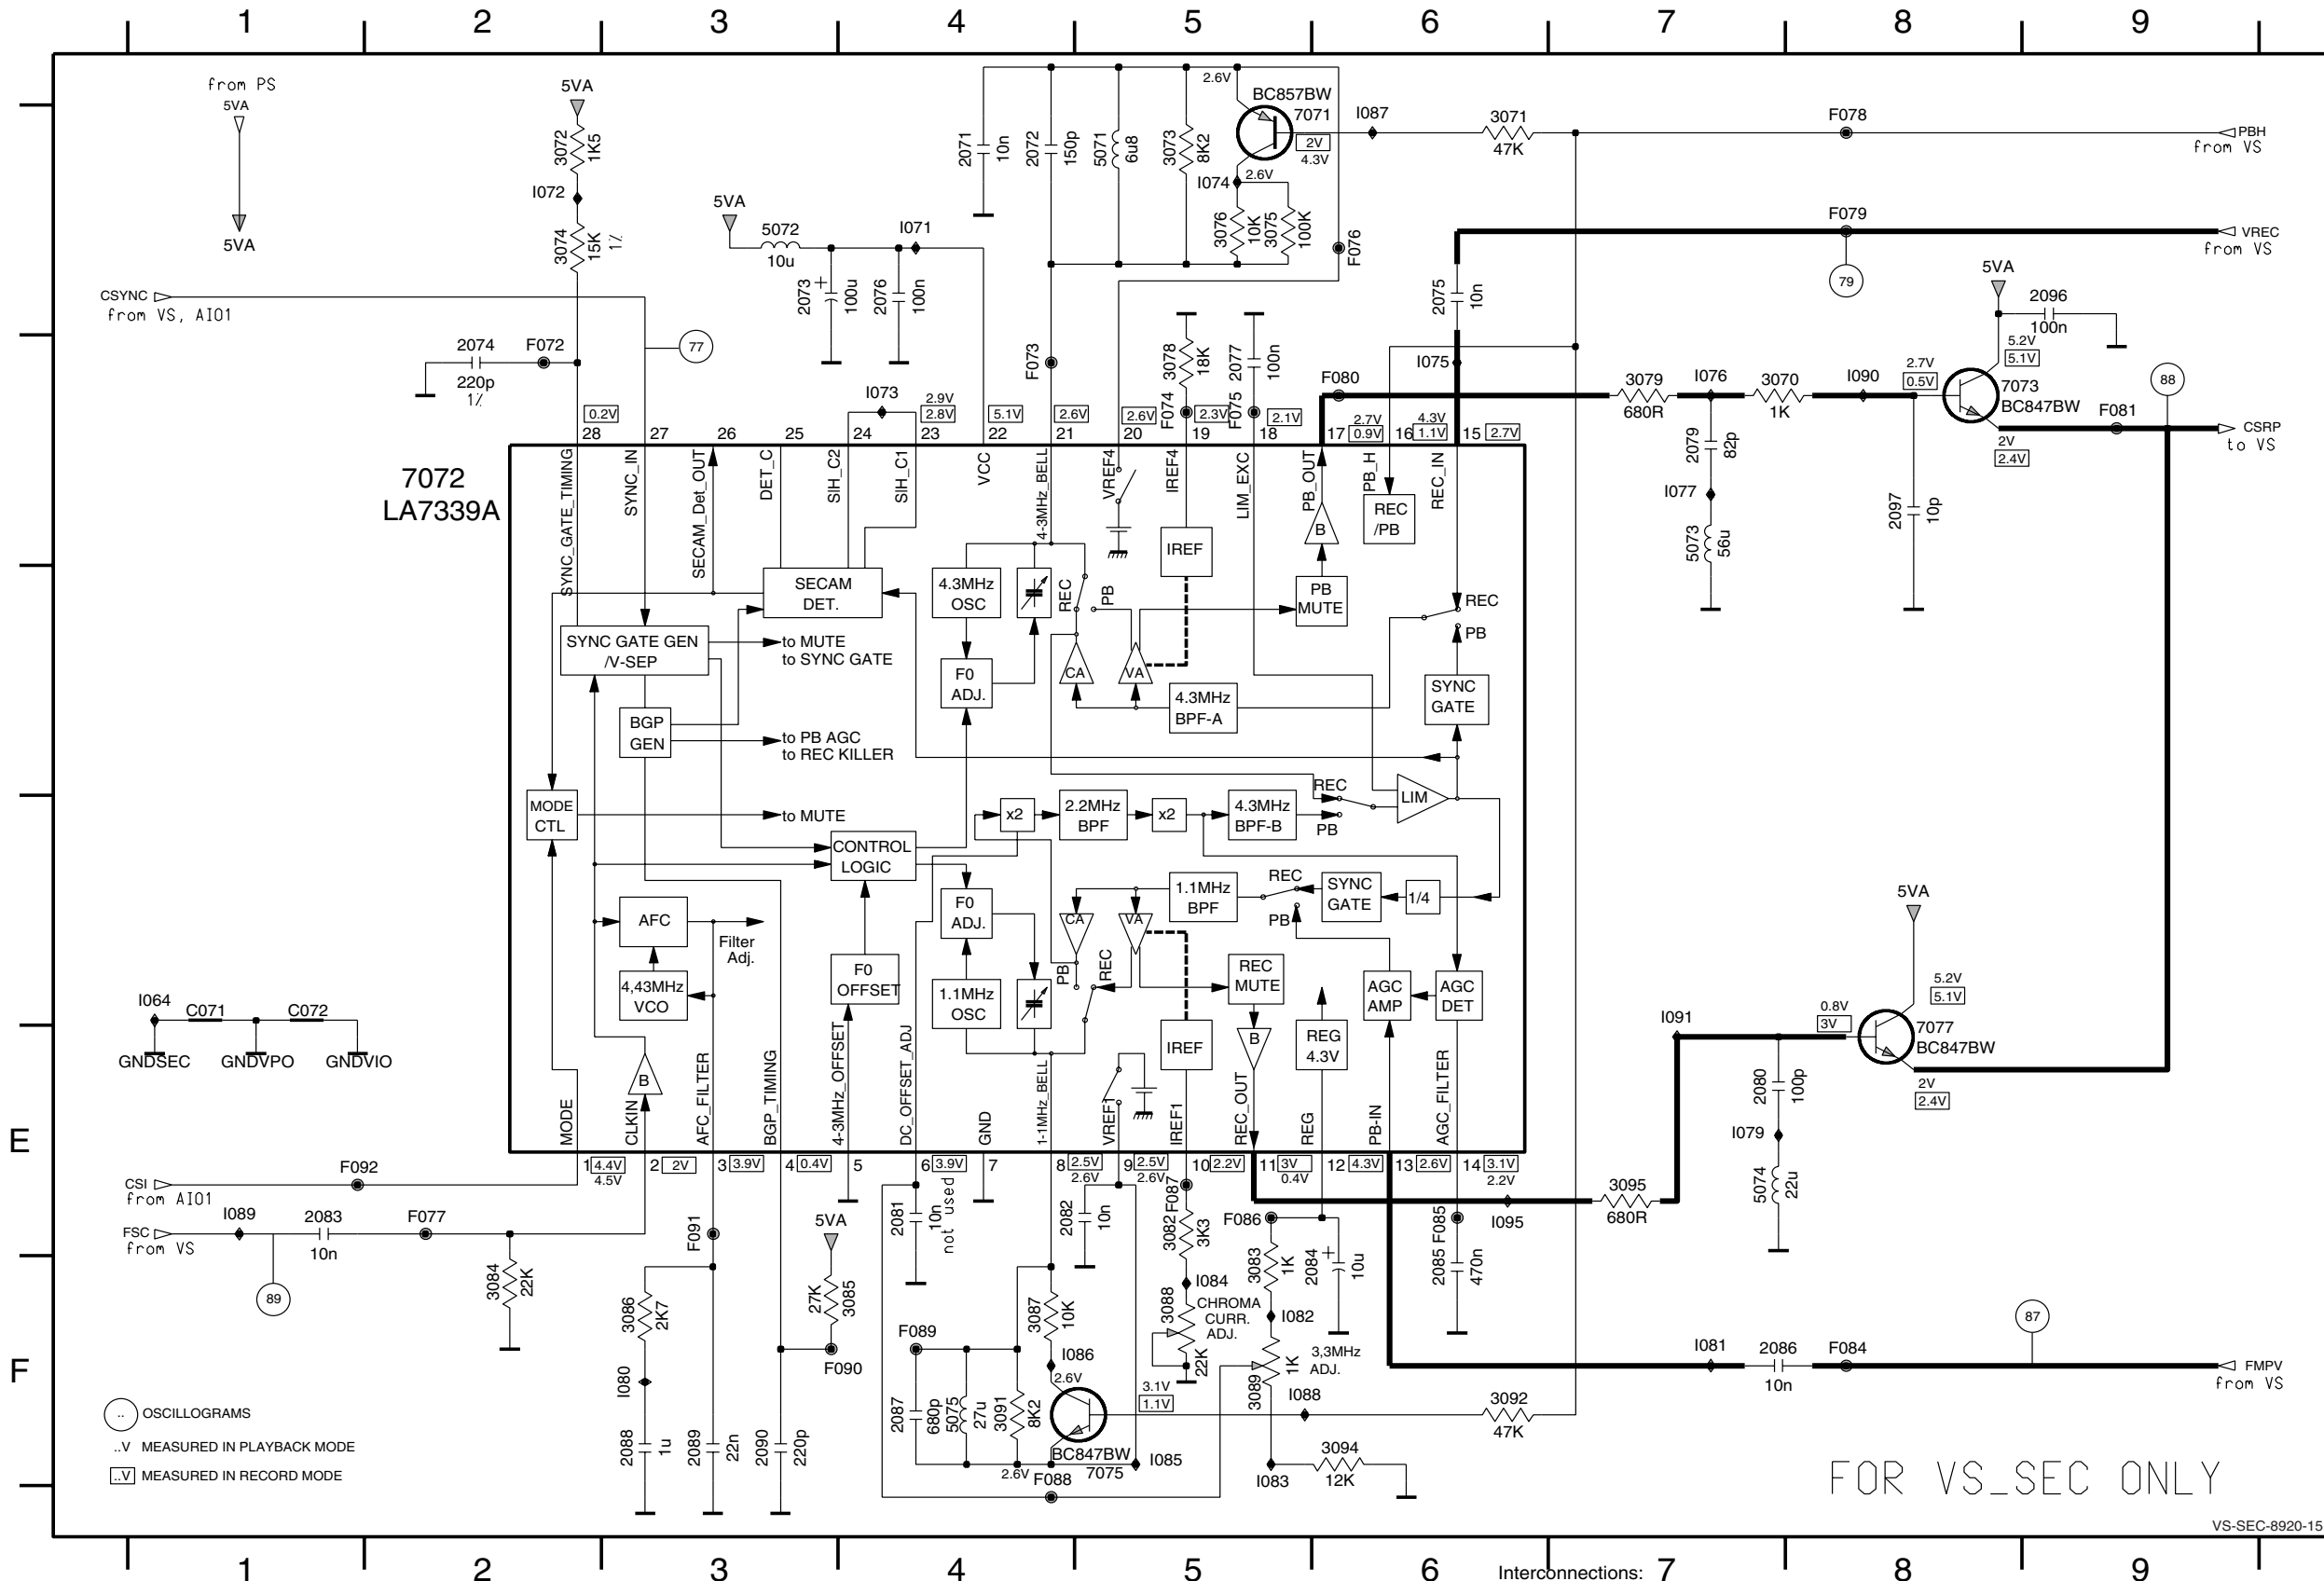 1 2 3 4 5 6 7 8 9
from PS
5VA
5VA
5VA
3072
1K5
I072
3074
15K
1%
5VA
5072
10u
I071
2073
100u
2076
100n
2071
10n
2072
150p
5071
6u8
3073
8K2
2.6V
BC857BW
7071
2V
4.3V
I074
2.6V
3076
10K
3075
100K
F076
I087
3071
47K
F078
PBH
from VS
F079
VREC
from VS
79
2075
10n
5VA
2096
100n
CSYNC
from VS, AIO1
77
2074
220p
1%
F072
I073
F073
3078
18K
2077
100n
F074
F075
F080
I075
3079
680R
I076
3070
1K
I090
2.7V
0.5V
5.2V
5.1V
7073
BC847BW
2V
2.4V
88
F081
CSRP
to VS
2079
82p
I077
5073
56u
2097
10p
0.2V
2.9V
2.8V
5.1V
2.6V
2.6V
2.3V
2.1V
2.7V
0.9V
4.3V
1.1V
2.7V
28 27 26 25 24 23 22 21 20 19 18 17 16 15
7072
LA7339A
SYNC_GATE_TIMING
SYNC_IN
SECAM_Det_OUT
DET_C
SIH_C2
SIH_C1
VCC
4-3MHz_BELL
VREF4
IREF4
LIM_EXC
PB_OUT
PB_H
REC_IN
B
REC
/PB
IREF
SECAM
DET.
4.3MHz
OSC
REC
PB
PB
MUTE
REC
PB
SYNC GATE GEN
/V-SEP
to MUTE
to SYNC GATE
F0
ADJ.
CA
VA
4.3MHz
BPF-A
SYNC
GATE
BGP
GEN
to PB AGC
to REC KILLER
MODE
CTL
to MUTE
CONTROL
LOGIC
x2
2.2MHz
BPF
x2
4.3MHz
BPF-B
REC
PB
LIM
AFC
Filter
Adj.
F0
ADJ.
CA
VA
1.1MHz
BPF
REC
PB
SYNC
GATE
1/4
4,43MHz
VCO
F0
OFFSET
1.1MHz
OSC
PB
REC
REC
MUTE
AGC
AMP
AGC
DET
IREF
B
REG
4.3V
B
MODE
CLKIN
AFC_FILTER
BGP_TIMING
4-3MHz_OFFSET
DC_OFFSET_ADJ
GND
1-1MHz_BELL
VREF1
IREF1
REC_OUT
REG
PB-IN
AGC_FILTER
1 2 3 4 5 6 7 8 9 10 11 12 13 14
4.4V
4.5V
2V
3.9V
0.4V
3.9V
2.5V
2.6V
2.5V
2.6V
2.2V
3V
0.4V
4.3V
2.6V
3.1V
2.2V
I064
C071
C072
GNDSEC
GNDVPO
GNDVIO
5VA
5.2V
5.1V
0.8V
3V
7077
BC847BW
2V
2.4V
I091
2080
100p
I079
5074
22u
3095
680R
I095
E
CSI
from AIO1
F092
FSC
from VS
I089
2083
10n
F077
89
3084
22K
F091
3086
2K7
I080
2088
1u
2089
22n
2090
220p
5VA
27K
3085
F090
2081
10n
not used
2082
10n
F087
3082
3K3
I084
3088
CHROMA
CURR.
ADJ.
22K
F086
3083
1K
I082
2084
10u
3089
1K
3,3MHz
ADJ.
F085
2085
470n
F089
3087
10K
I086
2.6V
2087
680p
5075
27u
3091
8K2
3.1V
1.1V
BC847BW
7075
2.6V
F088
I085
I088
3092
47K
I083
3094
12K
I081
2086
10n
F084
87
FMPV
from VS
F
.. OSCILLOGRAMS
..V MEASURED IN PLAYBACK MODE
..V MEASURED IN RECORD MODE
FOR VS_SEC ONLY
VS-SEC-8920-15
1 2 3 4 5 6 7 8 9
Interconnections: